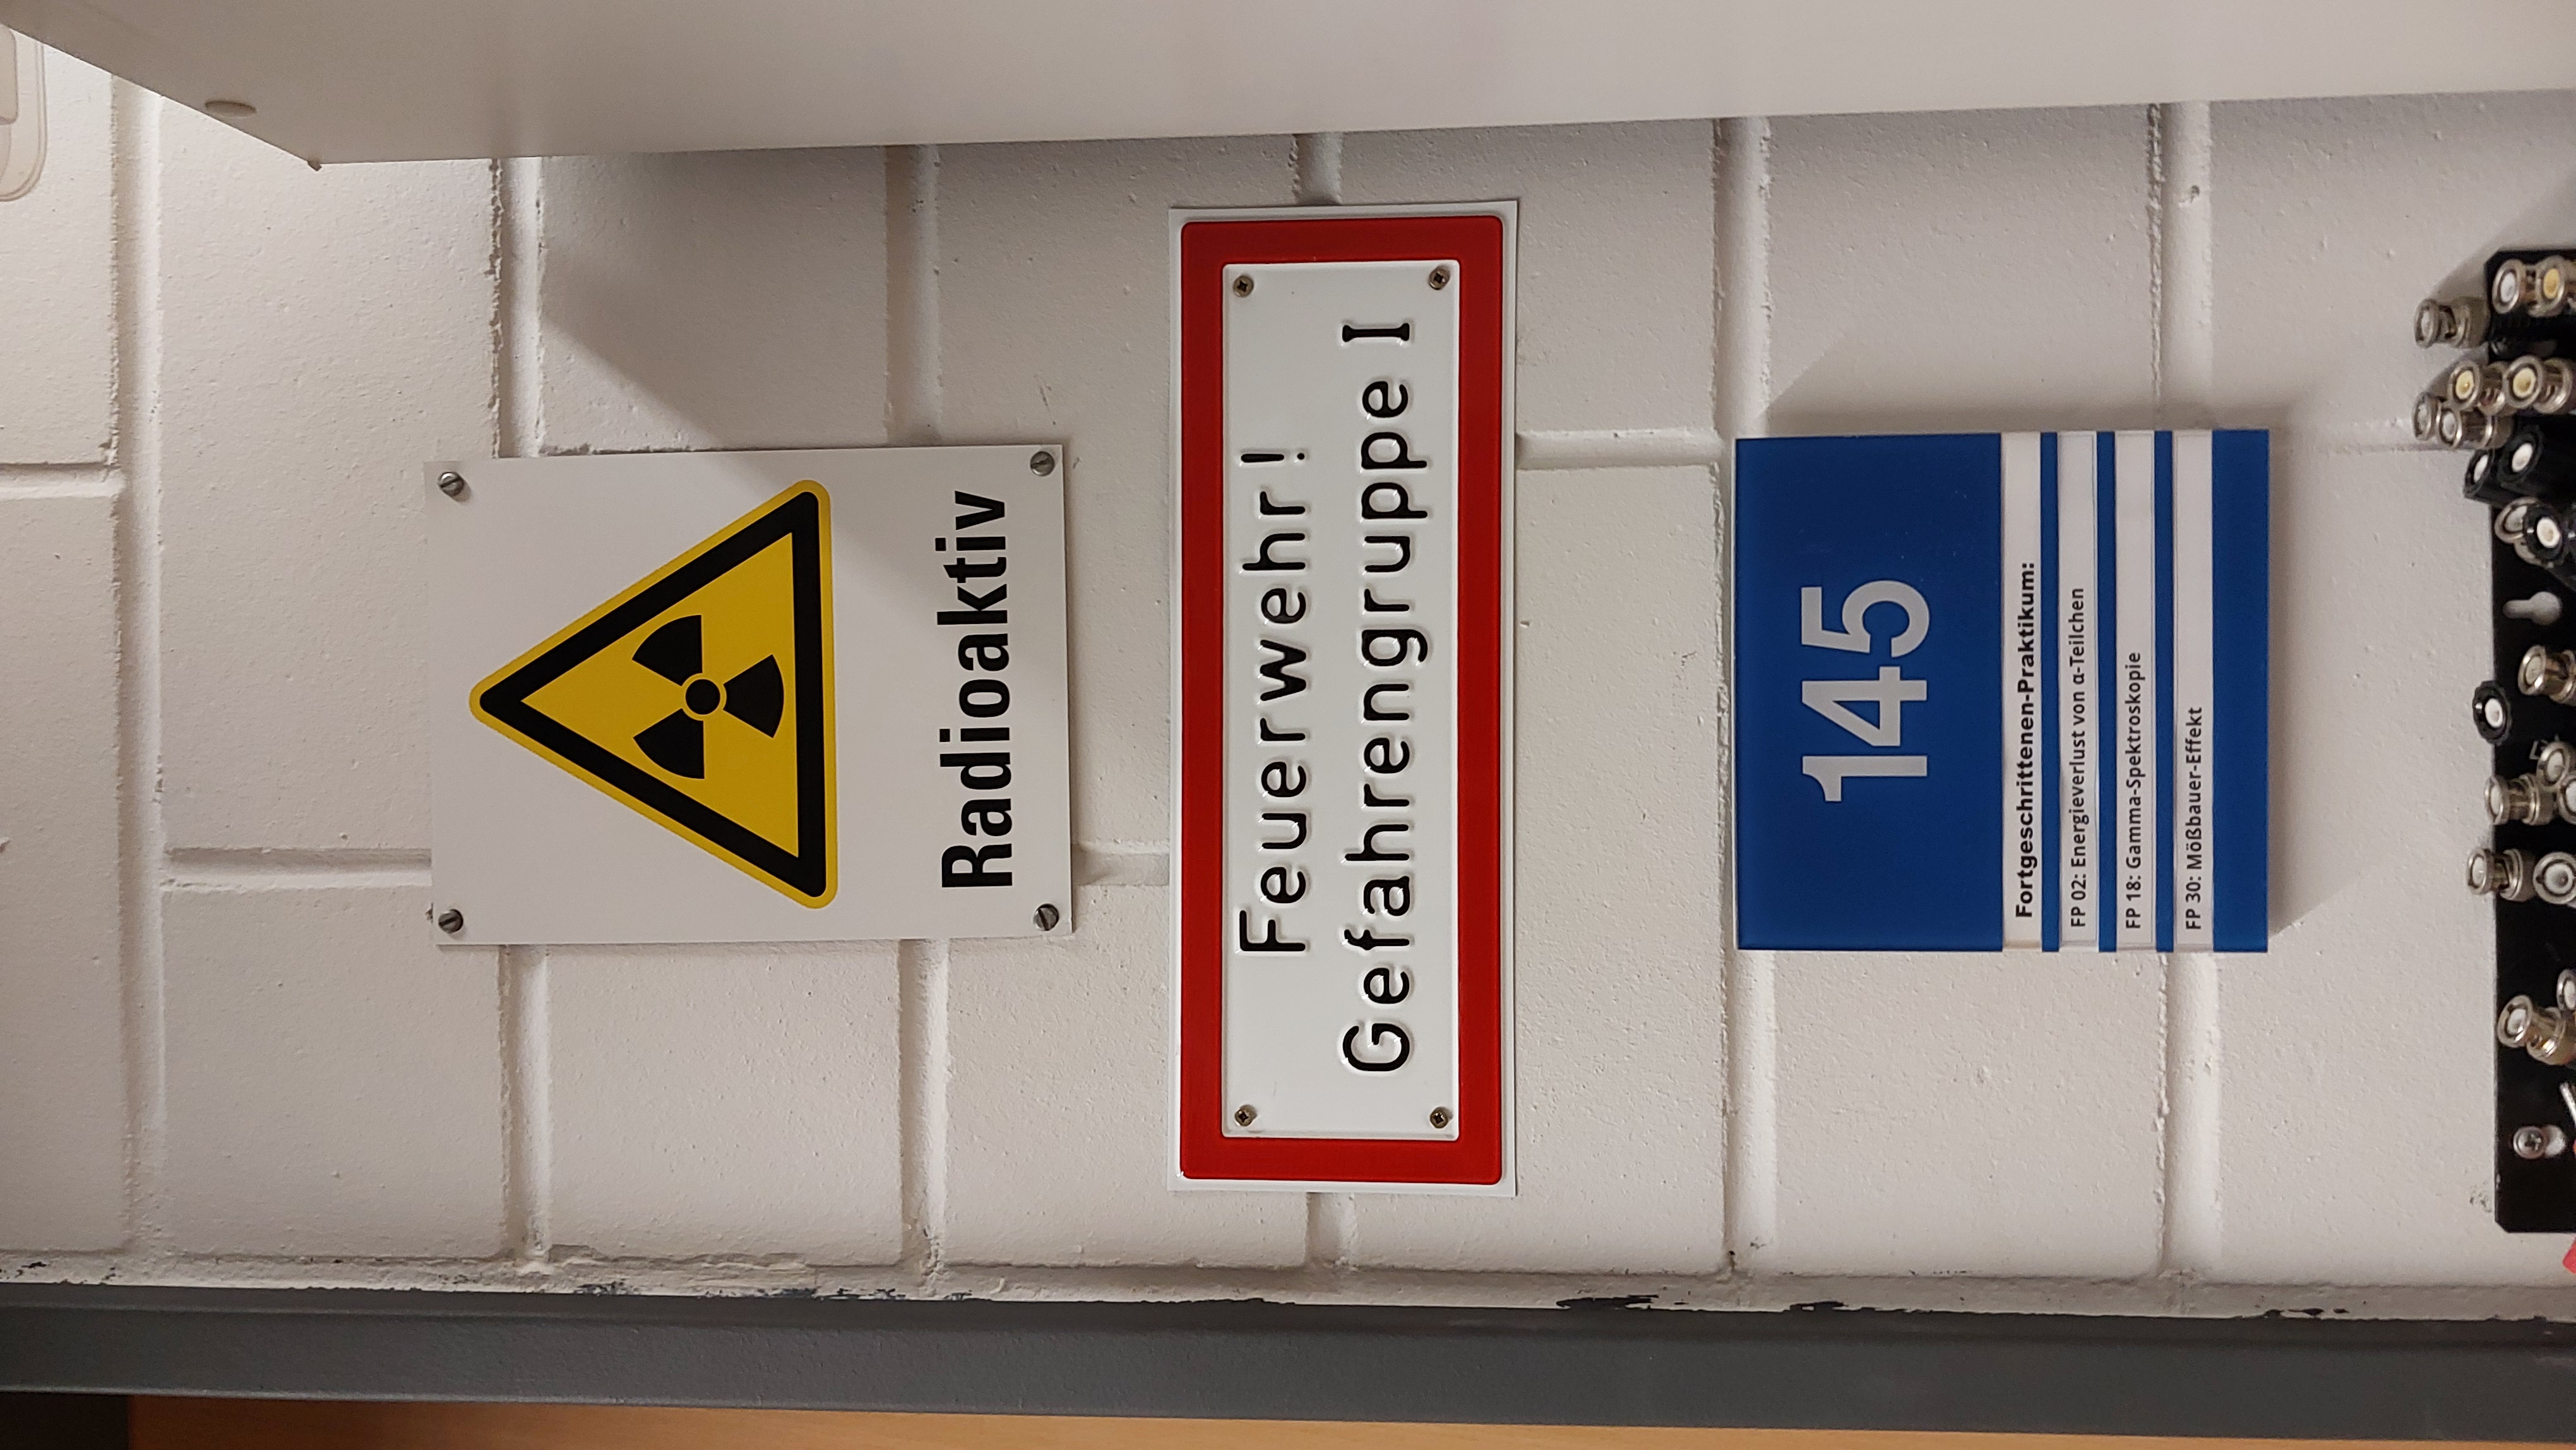 Radioaktiv
Feuerwehr!
Gefahrengruppe I
145
Fortgeschrittenen-Praktikum:
FP 02: Energieverlust von α-Teilchen
FP 18: Gamma-Spektroskopie
FP 30: Mößbauer-Effekt